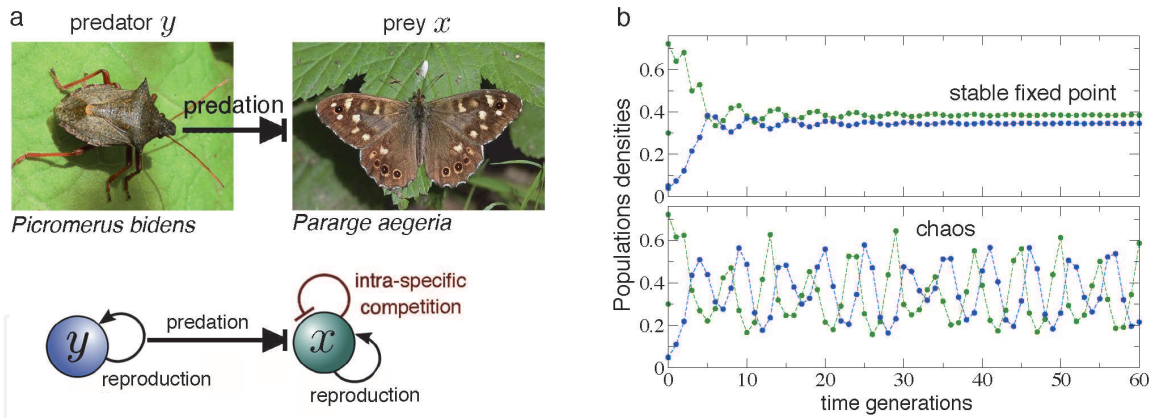 a
predator y
prey x
predation
Picromerus bidens
Pararge aegeria
intra-specific
competition
predation
y
x
reproduction
reproduction
b
Populations densities
0.6
0.4
0.2
0
stable fixed point
0.6
0.4
0.2
0
chaos
0 10 20 30 40 50 60
time generations